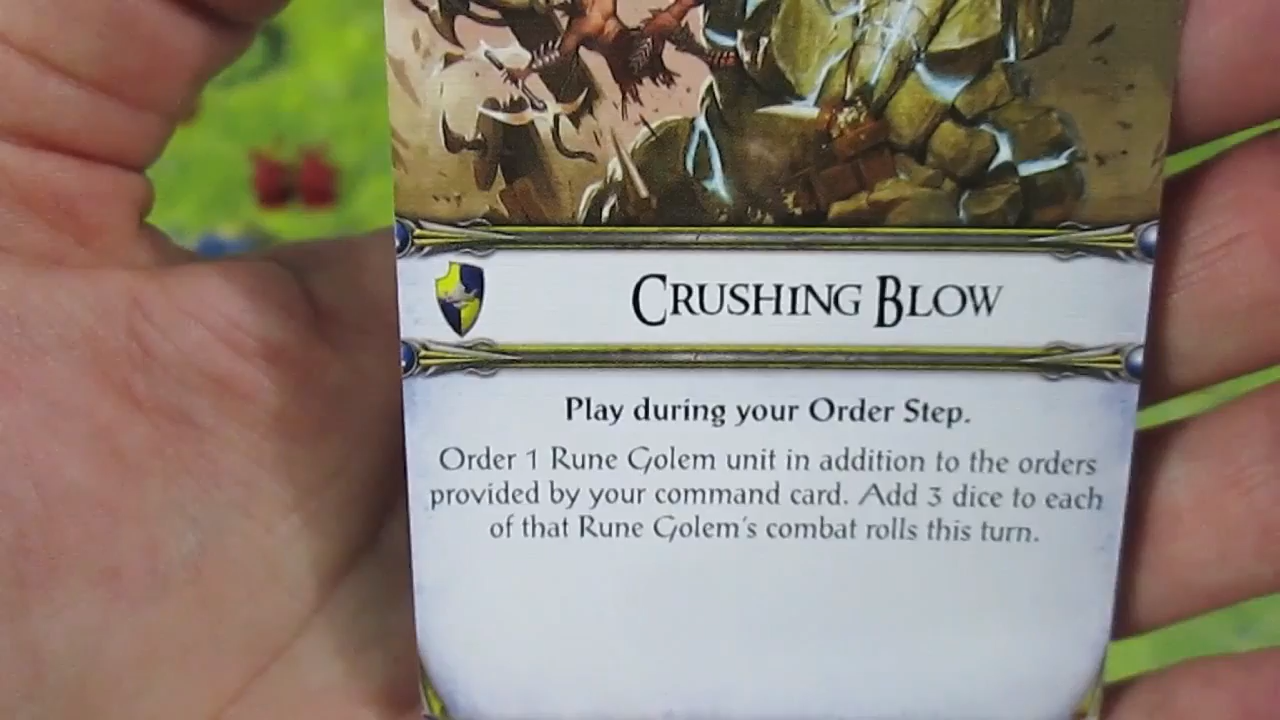 CRUSHING BLOW
Play during your Order Step.
Order 1 Rune Golem unit in addition to the orders
provided by your command card. Add 3 dice to each
of that Rune Golem's combat rolls this turn.